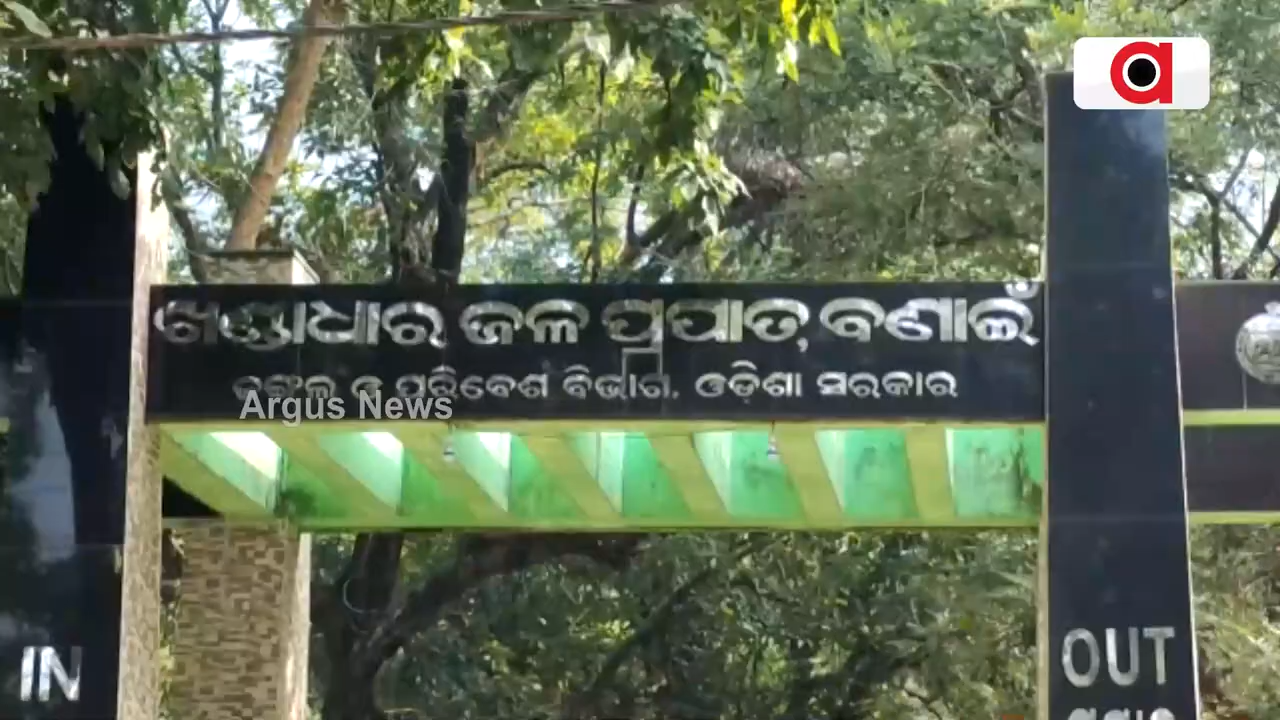 ଖଣ୍ଡାଧାର ଜଳ ପ୍ରପାତ, ବଣାଇଁ
ଜଙ୍ଗଲ ଓ ପରିବେଶ ବିଭାଗ, ଓଡ଼ିଶା ସରକାର
Argus News
IN
OUT